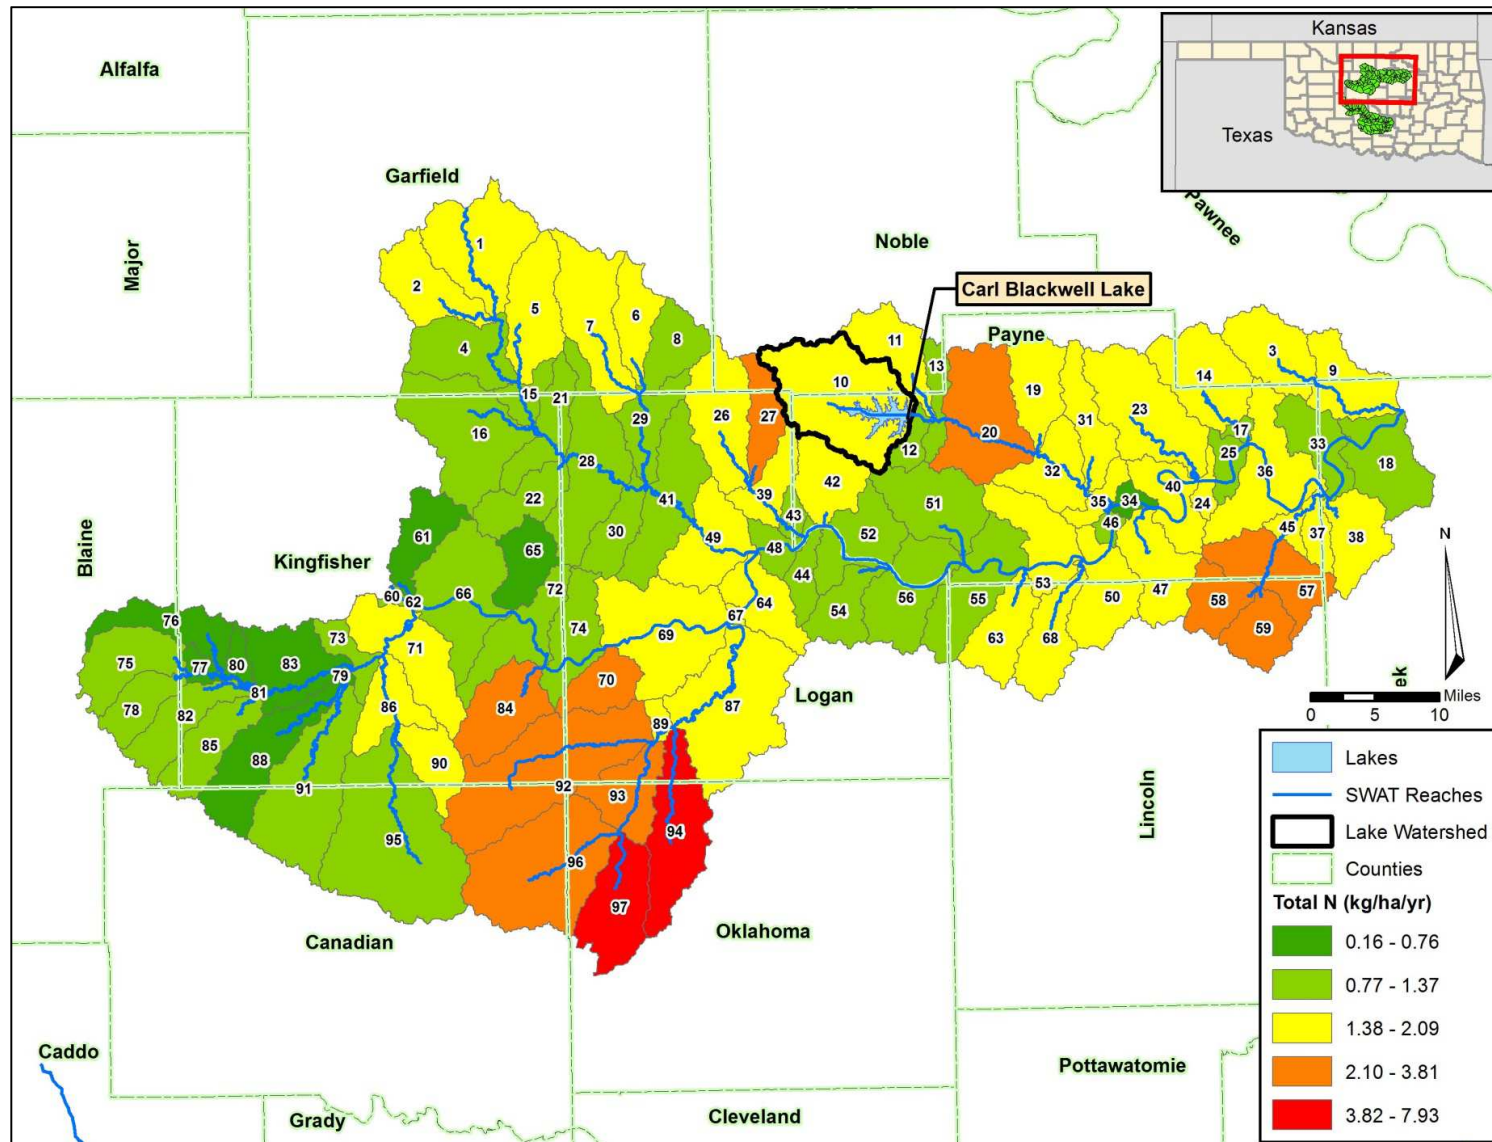 Kansas
Texas
Alfalfa
Garfield
Major
Noble
Pawnee
Carl Blackwell Lake
Payne
1
2
5
6
7
8
4
11
10
13
3
9
14
19
15
21
16
29
26
27
20
31
23
17
33
18
12
25
36
28
22
41
39
42
32
40
24
35
34
51
43
30
61
65
49
48
52
46
45
37
38
Blaine
Kingfisher
44
53
50
47
58
57
59
60
62
66
72
64
54
56
55
76
73
74
69
67
63
68
75
77
80
83
79
71
Logan
ek
N
78
82
81
85
86
84
70
89
87
Miles
0 5 10
88
90
91
92
93
94
95
96
97
Lincoln
Canadian
Oklahoma
Caddo
Grady
Cleveland
Pottawatomie
Lakes
SWAT Reaches
Lake Watershed
Counties
Total N (kg/ha/yr)
0.16 - 0.76
0.77 - 1.37
1.38 - 2.09
2.10 - 3.81
3.82 - 7.93